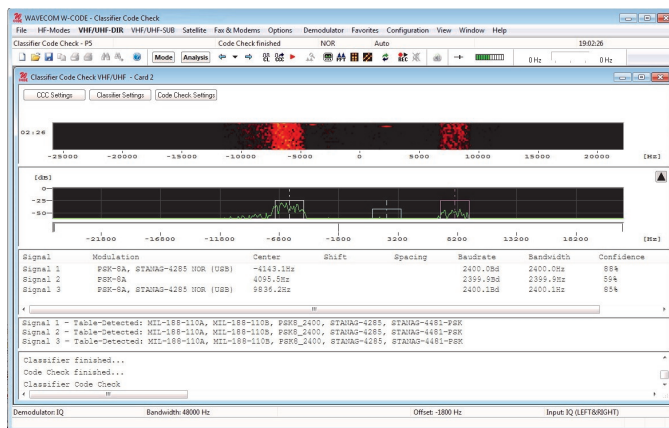 WAVECOM W-CODE - Classifier Code Check
File HF-Modes VHF/UHF-DIR VHF/UHF-SUB Satellite Fax & Modems Options Demodulator Favorites Configuration View Window Help
Classifier Code Check - P5 Code Check finished NOR Auto 19:02:26
Mode Analysis 0 Hz 0 Hz
Classifier Code Check VHF/UHF - Card 2
CCC Settings Classifier Settings Code Check Settings
02:26
-25000 -20000 -15000 -10000 -5000 0 5000 10000 15000 20000 [Hz]
[dB]
0
-25
-50
-21800 -16800 -11800 -6800 -1800 3200 8200 13200 18200 [Hz]
Signal Modulation Center Shift Spacing Baudrate Bandwidth Confidence
Signal 1 PSK-8A, STANAG-4285 NOR (USB) -4143.1Hz 2400.0Bd 2400.0Hz 88%
Signal 2 PSK-8A 4095.5Hz 2399.9Bd 2399.9Hz 59%
Signal 3 PSK-8A, STANAG-4285 NOR (USB) 9836.2Hz 2400.1Bd 2400.1Hz 85%
Signal 1 - Table-Detected: MIL-188-110A, MIL-188-110B, PSK8_2400, STANAG-4285, STANAG-4481-PSK
Signal 2 - Table-Detected: MIL-188-110A, MIL-188-110B, PSK8_2400, STANAG-4285, STANAG-4481-PSK
Signal 3 - Table-Detected: MIL-188-110A, MIL-188-110B, PSK8_2400, STANAG-4285, STANAG-4481-PSK
Classifier finished...
Code Check finished...
Classifier Code Check
Demodulator: IQ Bandwidth: 48000 Hz Offset: -1800 Hz Input: IQ (LEFT&RIGHT)